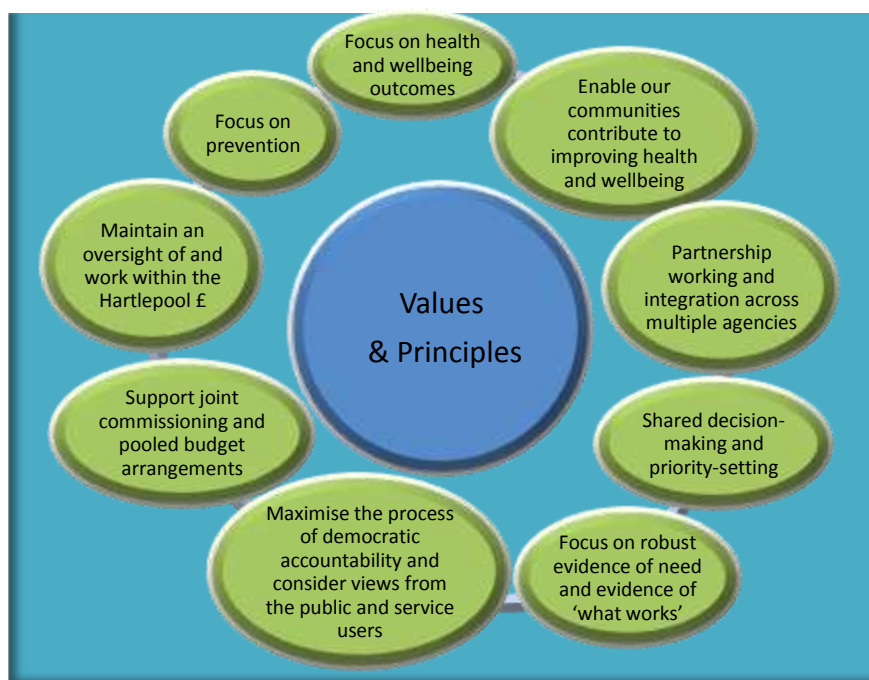 Focus on health
and wellbeing
outcomes
Enable our
communities
contribute to
improving health
and wellbeing
Partnership
working and
integration across
multiple agencies
Shared decision-
making and
priority-setting
Focus on robust
evidence of need
and evidence of
‘what works’
Maximise the process
of democratic
accountability and
consider views from
the public and service
users
Support joint
commissioning and
pooled budget
arrangements
Maintain an
oversight of and
work within the
Hartlepool £
Focus on
prevention
Values
& Principles